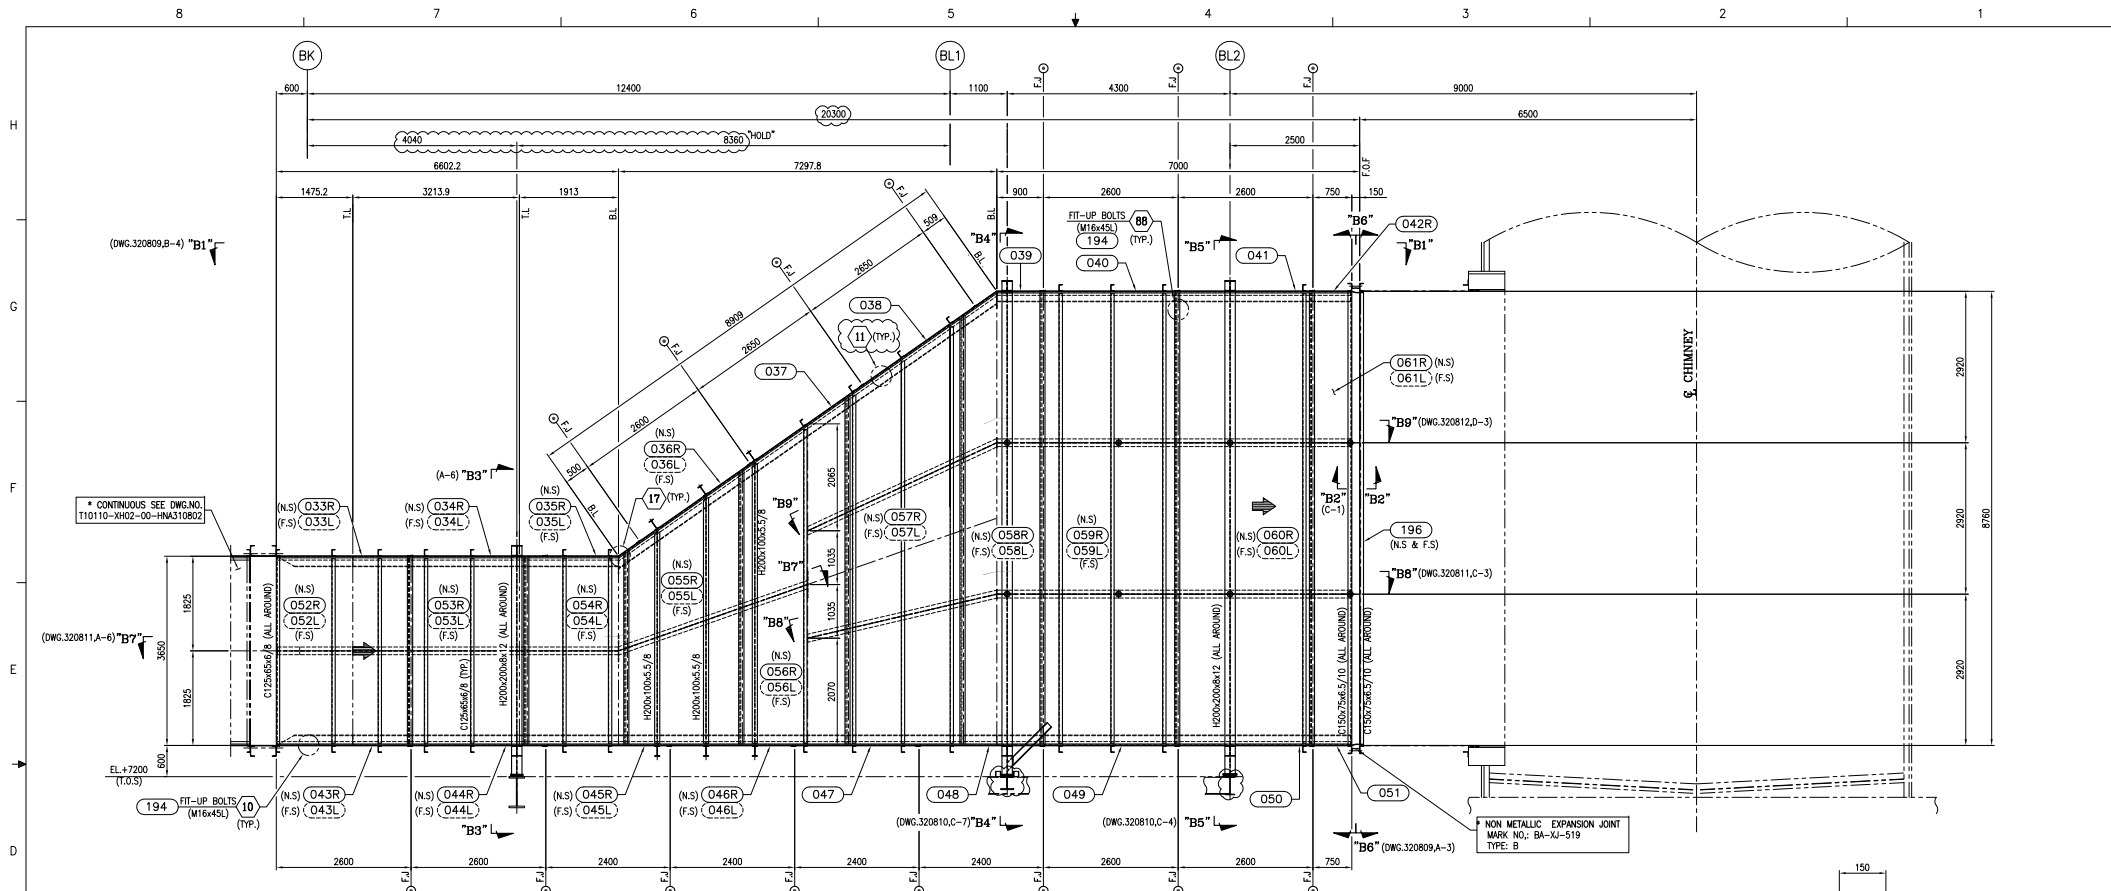 8 7 6 5 4 3 2 1
BK BL1 BL2
F.J F.J F.J
600 12400 1100 4300 9000
H
20300 6500
4040 8360 "HOLD" 2500
6602.2 7297.8 7000 F.O.F
1475.2 3213.9 1913 900 2600 2600 750 150
T.L T.L B.L B.L
F.J 509
(DWG.320809,B-4) "B1"
"B4" FIT-UP BOLTS 88
(M16x45L) (TYP.)
194
"B5" "B6" 042R
"B1"
039 040 041
B.L
F.J 2650
G
038
8909
11 (TYP.)
2650
F.J
037
℄ CHIMNEY
061R (N.S)
061L (F.S)
2920
8760
F.J
2600
500
B.L
(N.S)
036R
036L
(F.S)
17 (TYP.)
"B9" (DWG.320812,D-3)
(A-6) "B3"
2065
F
* CONTINUOUS SEE DWG.NO.
T10110-XH02-00-HNA310802
(N.S) 033R
(F.S) 033L
(N.S) 034R
(F.S) 034L
(N.S)
035R
035L
(F.S)
"B9"
H200x100x5.5/8
(N.S) 057R
(F.S) 057L
(N.S) 058R
(F.S) 058L
(N.S)
059R
059L
(F.S)
(N.S) 060R
(F.S) 060L
"B2" "B2"
(C-1)
196
(N.S & F.S)
2920
1825
3650
C125x65x6/8 (ALL AROUND)
(N.S)
052R
052L
(F.S)
(N.S)
053R
053L
(F.S)
H200x200x8x12 (ALL AROUND)
(N.S)
054R
054L
(F.S)
(N.S)
055R
055L
(F.S)
"B7"
1035
"B8" (DWG.320811,C-3)
(DWG.320811,A-6) "B7"
"B8"
1035
E
1825
C125x65x6/8 (TYP.)
H200x100x5.5/8
H200x100x5.5/8
(N.S)
056R
056L
(F.S)
2070
H200x200x8x12 (ALL AROUND)
C150x75x6.5/10 (ALL AROUND)
C150x75x6.5/10 (ALL AROUND)
2920
600
EL.+7200
(T.O.S)
194 FIT-UP BOLTS 10
(M16x45L) (TYP.)
(N.S) 043R
(F.S) 043L
(N.S) 044R
(F.S) 044L
(N.S) 045R
(F.S) 045L
(N.S) 046R
(F.S) 046L
047 048 049 050 051
"B3"
(DWG.320810,C-7) "B4"
(DWG.320810,C-4) "B5"
"B6" (DWG.320809,A-3)
* NON METALLIC EXPANSION JOINT
MARK NO,: BA-XJ-519
TYPE: B
D
2600 2600 2400 2400 2400 2400 2600 2600 750
150
F.J F.J F.J F.J F.J F.J F.J F.J